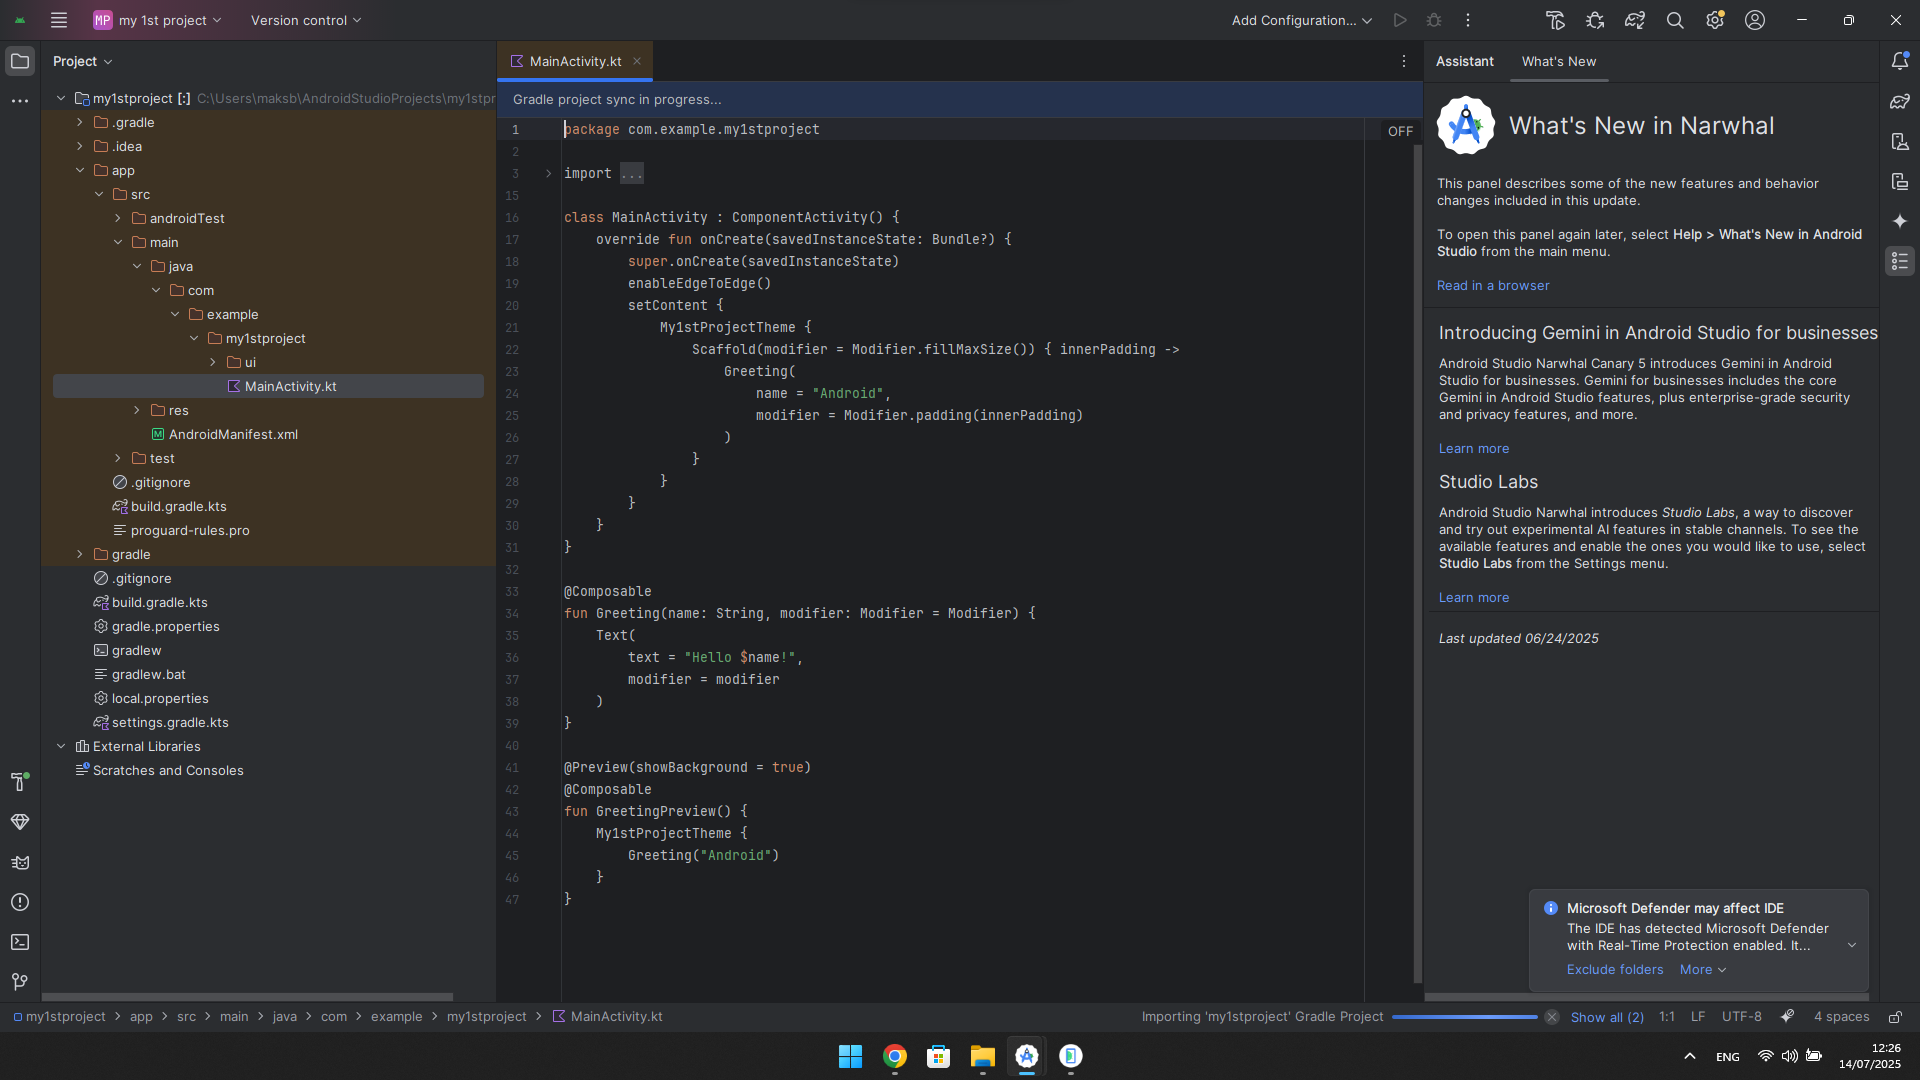 MP my 1st project
Version control
Add Configuration...
Project
my1stproject [:] C:\Users\maksb\AndroidStudioProjects\my1stpr
.gradle
.idea
app
src
androidTest
main
java
com
example
my1stproject
ui
MainActivity.kt
res
AndroidManifest.xml
test
.gitignore
build.gradle.kts
proguard-rules.pro
gradle
.gitignore
build.gradle.kts
gradle.properties
gradlew
gradlew.bat
local.properties
settings.gradle.kts
External Libraries
Scratches and Consoles
MainActivity.kt
Gradle project sync in progress...
OFF
1 package com.example.my1stproject
2
3 import ...
15
16 class MainActivity : ComponentActivity() {
17 override fun onCreate(savedInstanceState: Bundle?) {
18 super.onCreate(savedInstanceState)
19 enableEdgeToEdge()
20 setContent {
21 My1stProjectTheme {
22 Scaffold(modifier = Modifier.fillMaxSize()) { innerPadding ->
23 Greeting(
24 name = "Android",
25 modifier = Modifier.padding(innerPadding)
26 )
27 }
28 }
29 }
30 }
31 }
32
33 @Composable
34 fun Greeting(name: String, modifier: Modifier = Modifier) {
35 Text(
36 text = "Hello $name!",
37 modifier = modifier
38 )
39 }
40
41 @Preview(showBackground = true)
42 @Composable
43 fun GreetingPreview() {
44 My1stProjectTheme {
45 Greeting("Android")
46 }
47 }
Assistant
What's New
What's New in Narwhal
This panel describes some of the new features and behavior
changes included in this update.
To open this panel again later, select Help > What's New in Android
Studio from the main menu.
Read in a browser
Introducing Gemini in Android Studio for businesses
Android Studio Narwhal Canary 5 introduces Gemini in Android
Studio for businesses. Gemini for businesses includes the core
Gemini in Android Studio features, plus enterprise-grade security
and privacy features, and more.
Learn more
Studio Labs
Android Studio Narwhal introduces Studio Labs, a way to discover
and try out experimental AI features in stable channels. To see the
available features and enable the ones you would like to use, select
Studio Labs from the Settings menu.
Learn more
Last updated 06/24/2025
Microsoft Defender may affect IDE
The IDE has detected Microsoft Defender
with Real-Time Protection enabled. It...
Exclude folders
More
my1stproject > app > src > main > java > com > example > my1stproject > MainActivity.kt
Importing 'my1stproject' Gradle Project
Show all (2)
1:1
LF
UTF-8
4 spaces
ENG
12:26
14/07/2025